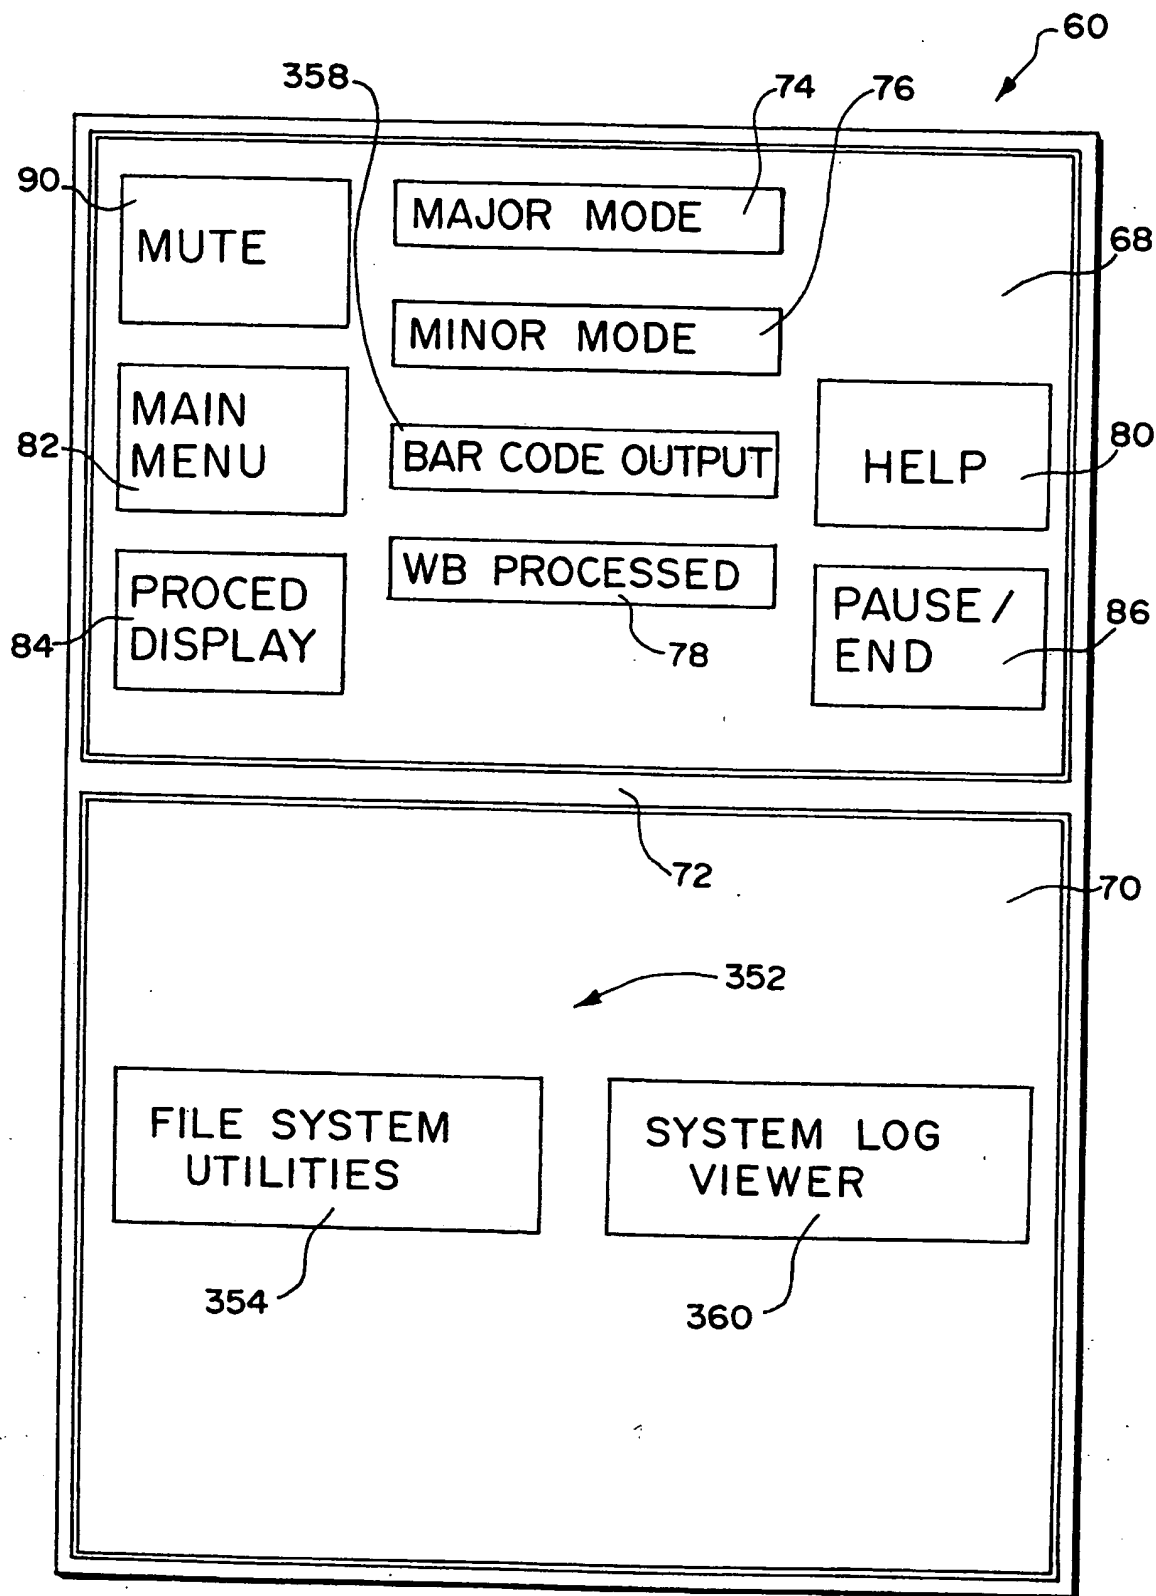 60
358
74
76
90
MUTE
MAJOR MODE
68
MINOR MODE
MAIN
MENU
82
BAR CODE OUTPUT
HELP
80
PROCED
DISPLAY
84
WB PROCESSED
78
PAUSE/
END
86
72
70
352
FILE SYSTEM
UTILITIES
354
SYSTEM LOG
VIEWER
360